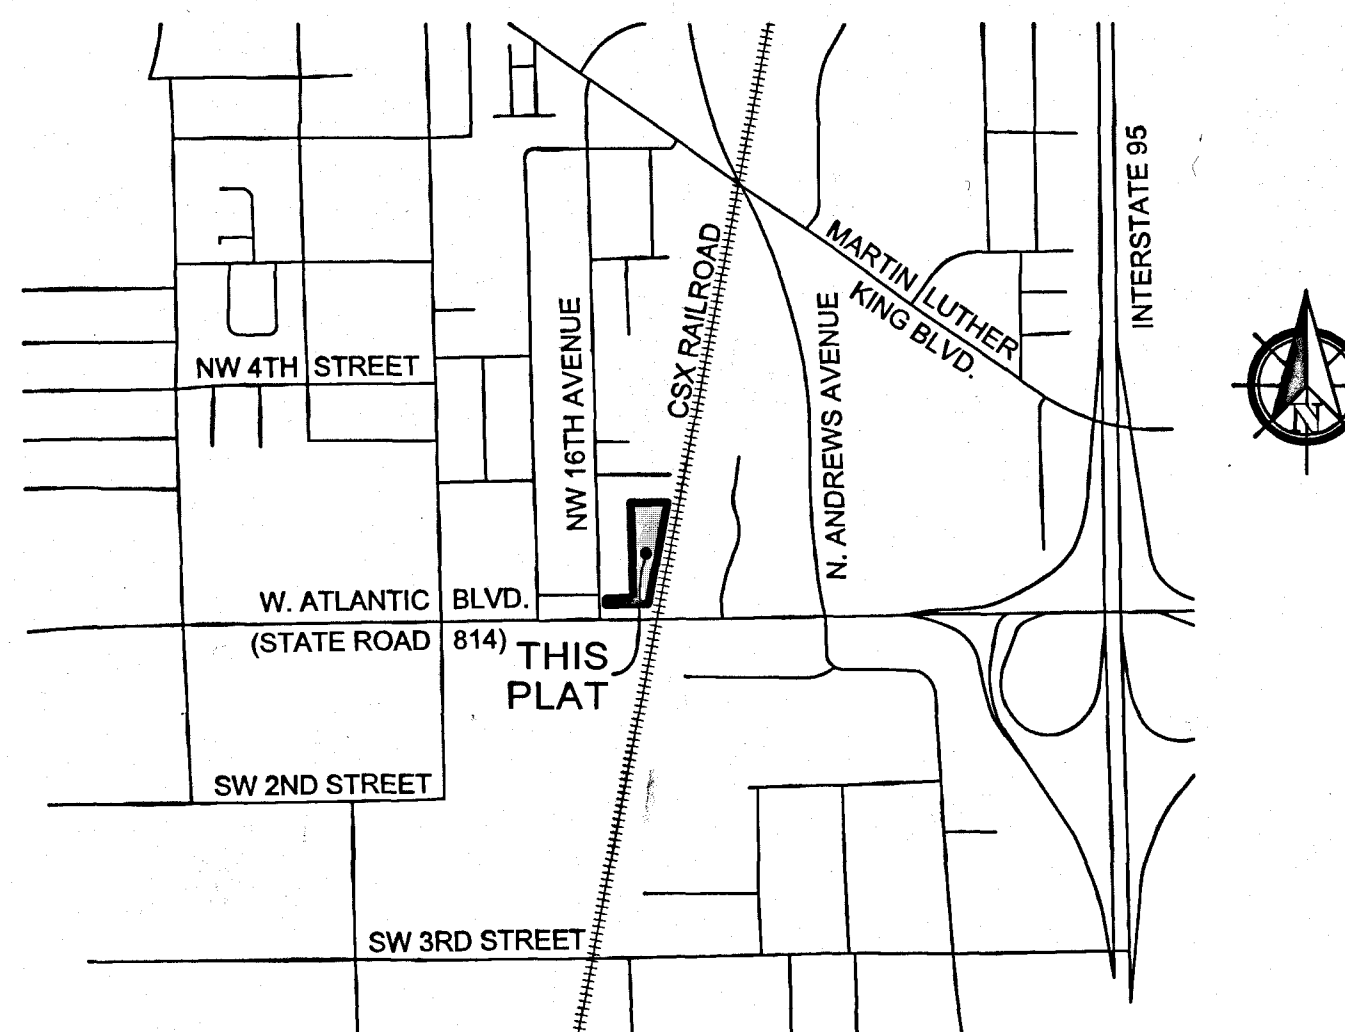 INTERSTATE 95
MARTIN LUTHER
KING BLVD.
CSX RAILROAD
N. ANDREWS AVENUE
NW 16TH AVENUE
NW 4TH STREET
N
W. ATLANTIC BLVD.
(STATE ROAD 814)
THIS
PLAT
SW 2ND STREET
SW 3RD STREET